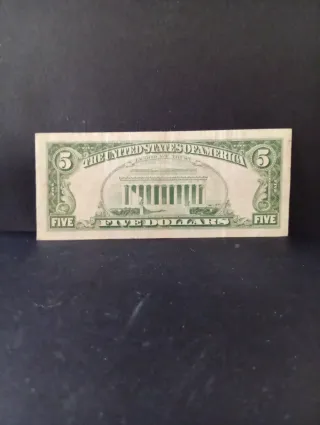 THE UNITED STATES OF AMERICA
5 5
FIVE FIVE
FIVE DOLLARS